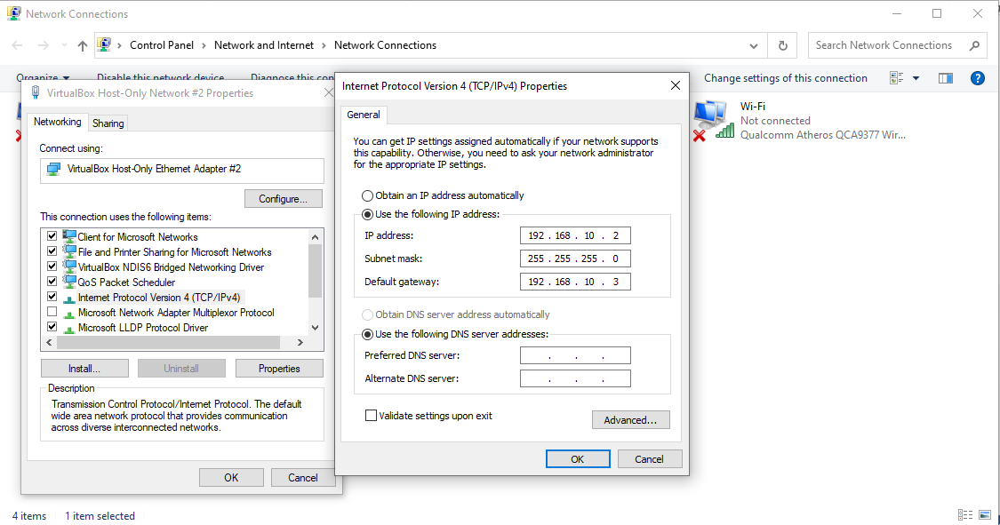 Network Connections
Control Panel > Network and Internet > Network Connections
Search Network Connections
Organize
Disable this network device
Diagnose this con
Change settings of this connection
VirtualBox Host-Only Network #2 Properties
Networking
Sharing
Connect using:
VirtualBox Host-Only Ethernet Adapter #2
Configure...
This connection uses the following items:
Client for Microsoft Networks
File and Printer Sharing for Microsoft Networks
VirtualBox NDIS6 Bridged Networking Driver
QoS Packet Scheduler
Internet Protocol Version 4 (TCP/IPv4)
Microsoft Network Adapter Multiplexor Protocol
Microsoft LLDP Protocol Driver
Install...
Uninstall
Properties
Description
Transmission Control Protocol/Internet Protocol. The default
wide area network protocol that provides communication
across diverse interconnected networks.
OK
Cancel
Internet Protocol Version 4 (TCP/IPv4) Properties
General
You can get IP settings assigned automatically if your network supports
this capability. Otherwise, you need to ask your network administrator
for the appropriate IP settings.
Obtain an IP address automatically
Use the following IP address:
IP address: 192 . 168 . 10 . 2
Subnet mask: 255 . 255 . 255 . 0
Default gateway: 192 . 168 . 10 . 3
Obtain DNS server address automatically
Use the following DNS server addresses:
Preferred DNS server: . . .
Alternate DNS server: . . .
Validate settings upon exit
Advanced...
OK
Cancel
Wi-Fi
Not connected
Qualcomm Atheros QCA9377 Wir...
4 items
1 item selected